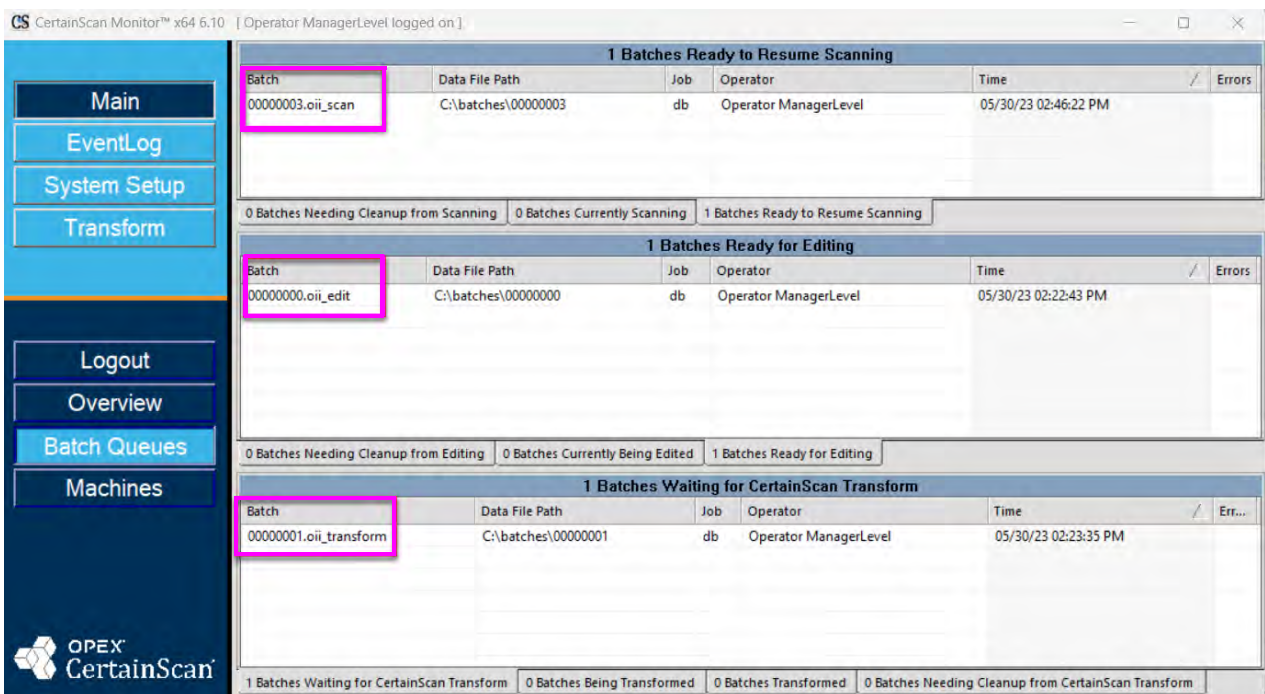 CS CertainScan Monitor™ x64 6.10 [ Operator ManagerLevel logged on ]
Main
EventLog
System Setup
Transform
Logout
Overview
Batch Queues
Machines
OPEX
CertainScan
1 Batches Ready to Resume Scanning
Batch Data File Path Job Operator Time Errors
00000003.oii_scan C:\batches\00000003 db Operator ManagerLevel 05/30/23 02:46:22 PM
0 Batches Needing Cleanup from Scanning 0 Batches Currently Scanning 1 Batches Ready to Resume Scanning
1 Batches Ready for Editing
Batch Data File Path Job Operator Time Errors
00000000.oii_edit C:\batches\00000000 db Operator ManagerLevel 05/30/23 02:22:43 PM
0 Batches Needing Cleanup from Editing 0 Batches Currently Being Edited 1 Batches Ready for Editing
1 Batches Waiting for CertainScan Transform
Batch Data File Path Job Operator Time Err...
00000001.oii_transform C:\batches\00000001 db Operator ManagerLevel 05/30/23 02:23:35 PM
1 Batches Waiting for CertainScan Transform 0 Batches Being Transformed 0 Batches Transformed 0 Batches Needing Cleanup from CertainScan Transform